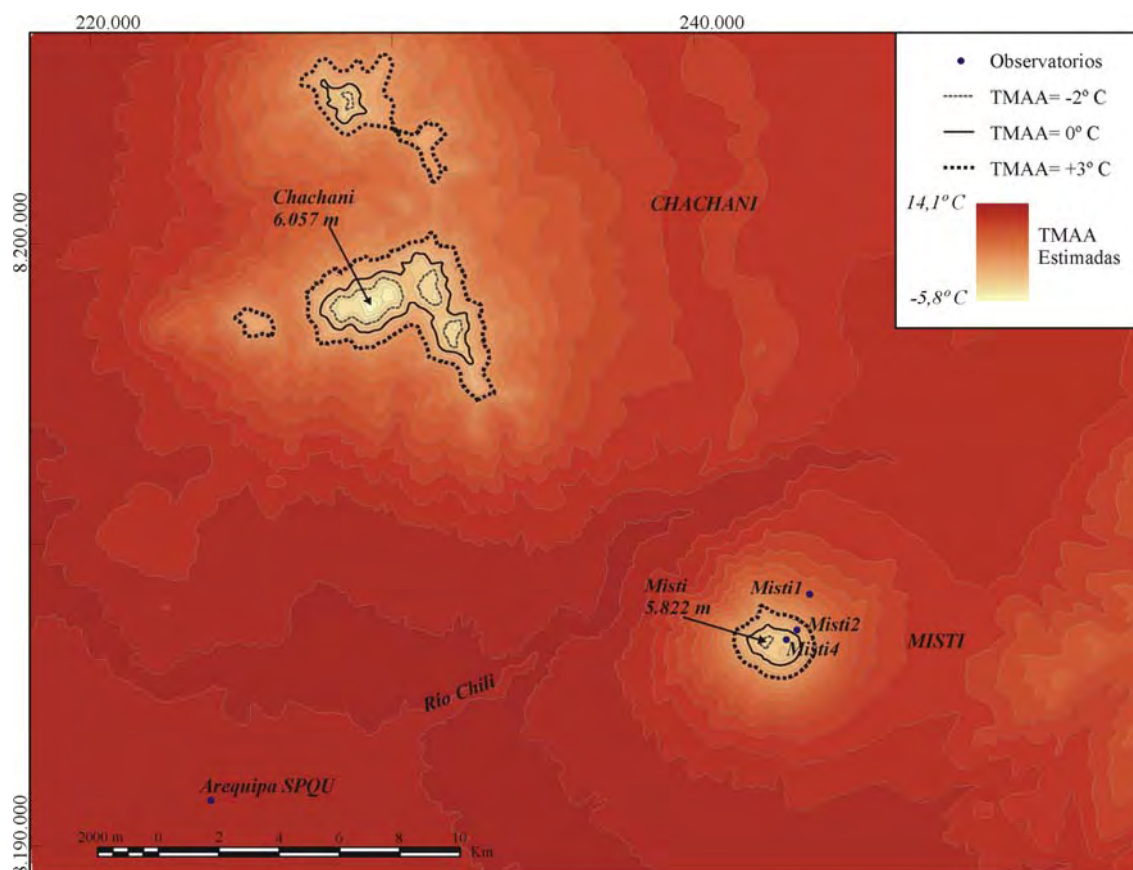 220.000
240.000
Observatorios
TMAA= -2º C
TMAA= 0º C
TMAA= +3º C
14,1º C
TMAA
Estimadas
-5,8º C
Chachani
6.057 m
CHACHANI
8.200.000
Misti
5.822 m
Misti1
Misti2
Misti4
MISTI
Río Chili
Arequipa SPQU
8.190.000
2000 m 0 2 4 6 8 10
Km